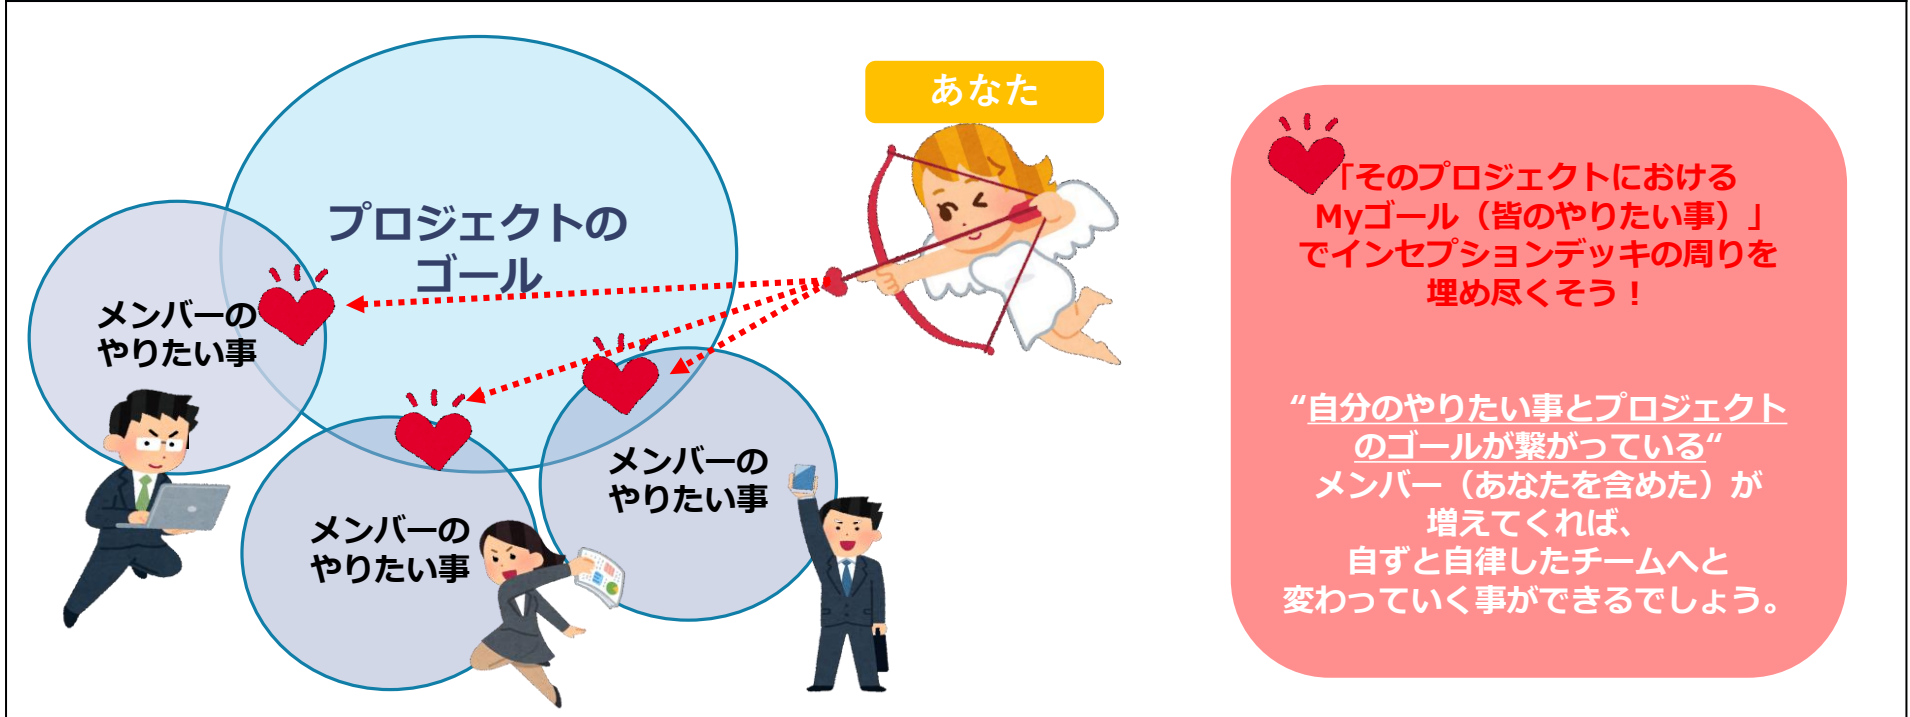 あなた
プロジェクトの
ゴール
メンバーの
やりたい事
メンバーの
やりたい事
メンバーの
やりたい事
「そのプロジェクトにおける
Myゴール（皆のやりたい事）」
でインセプションデッキの周りを
埋め尽くそう！
“自分のやりたい事とプロジェクト
のゴールが繋がっている“
メンバー（あなたを含めた）が
増えてくれば、
自ずと自律したチームへと
変わっていく事ができるでしょう。